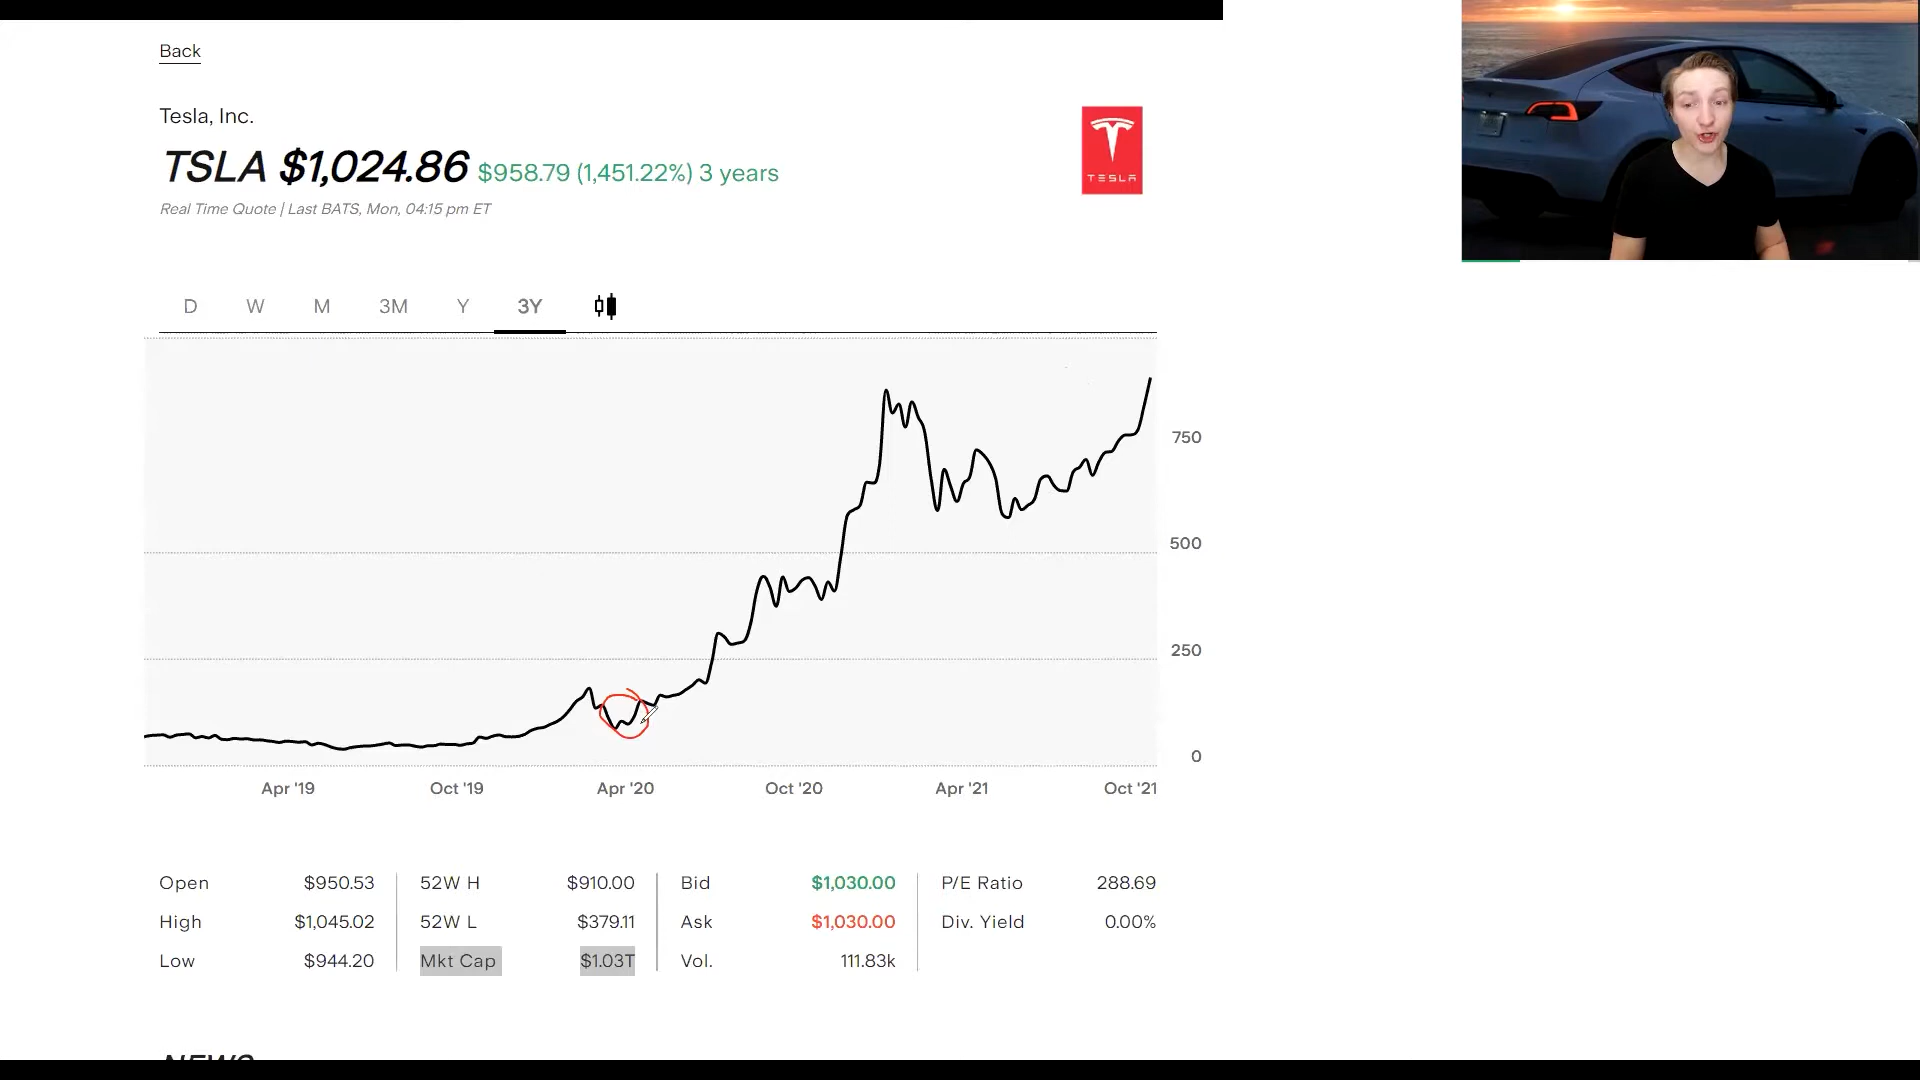 Back
Tesla, Inc.
TSLA $1,024.86 $958.79 (1,451.22%) 3 years
TESLA
Real Time Quote | Last BATS, Mon, 04:15 pm ET
D W M 3M Y 3Y
750
500
250
0
Apr '19 Oct '19 Apr '20 Oct '20 Apr '21 Oct '21
Open $950.53 52W H $910.00 Bid $1,030.00 P/E Ratio 288.69
High $1,045.02 52W L $379.11 Ask $1,030.00 Div. Yield 0.00%
Low $944.20 Mkt Cap $1.03T Vol. 111.83k
NEWS